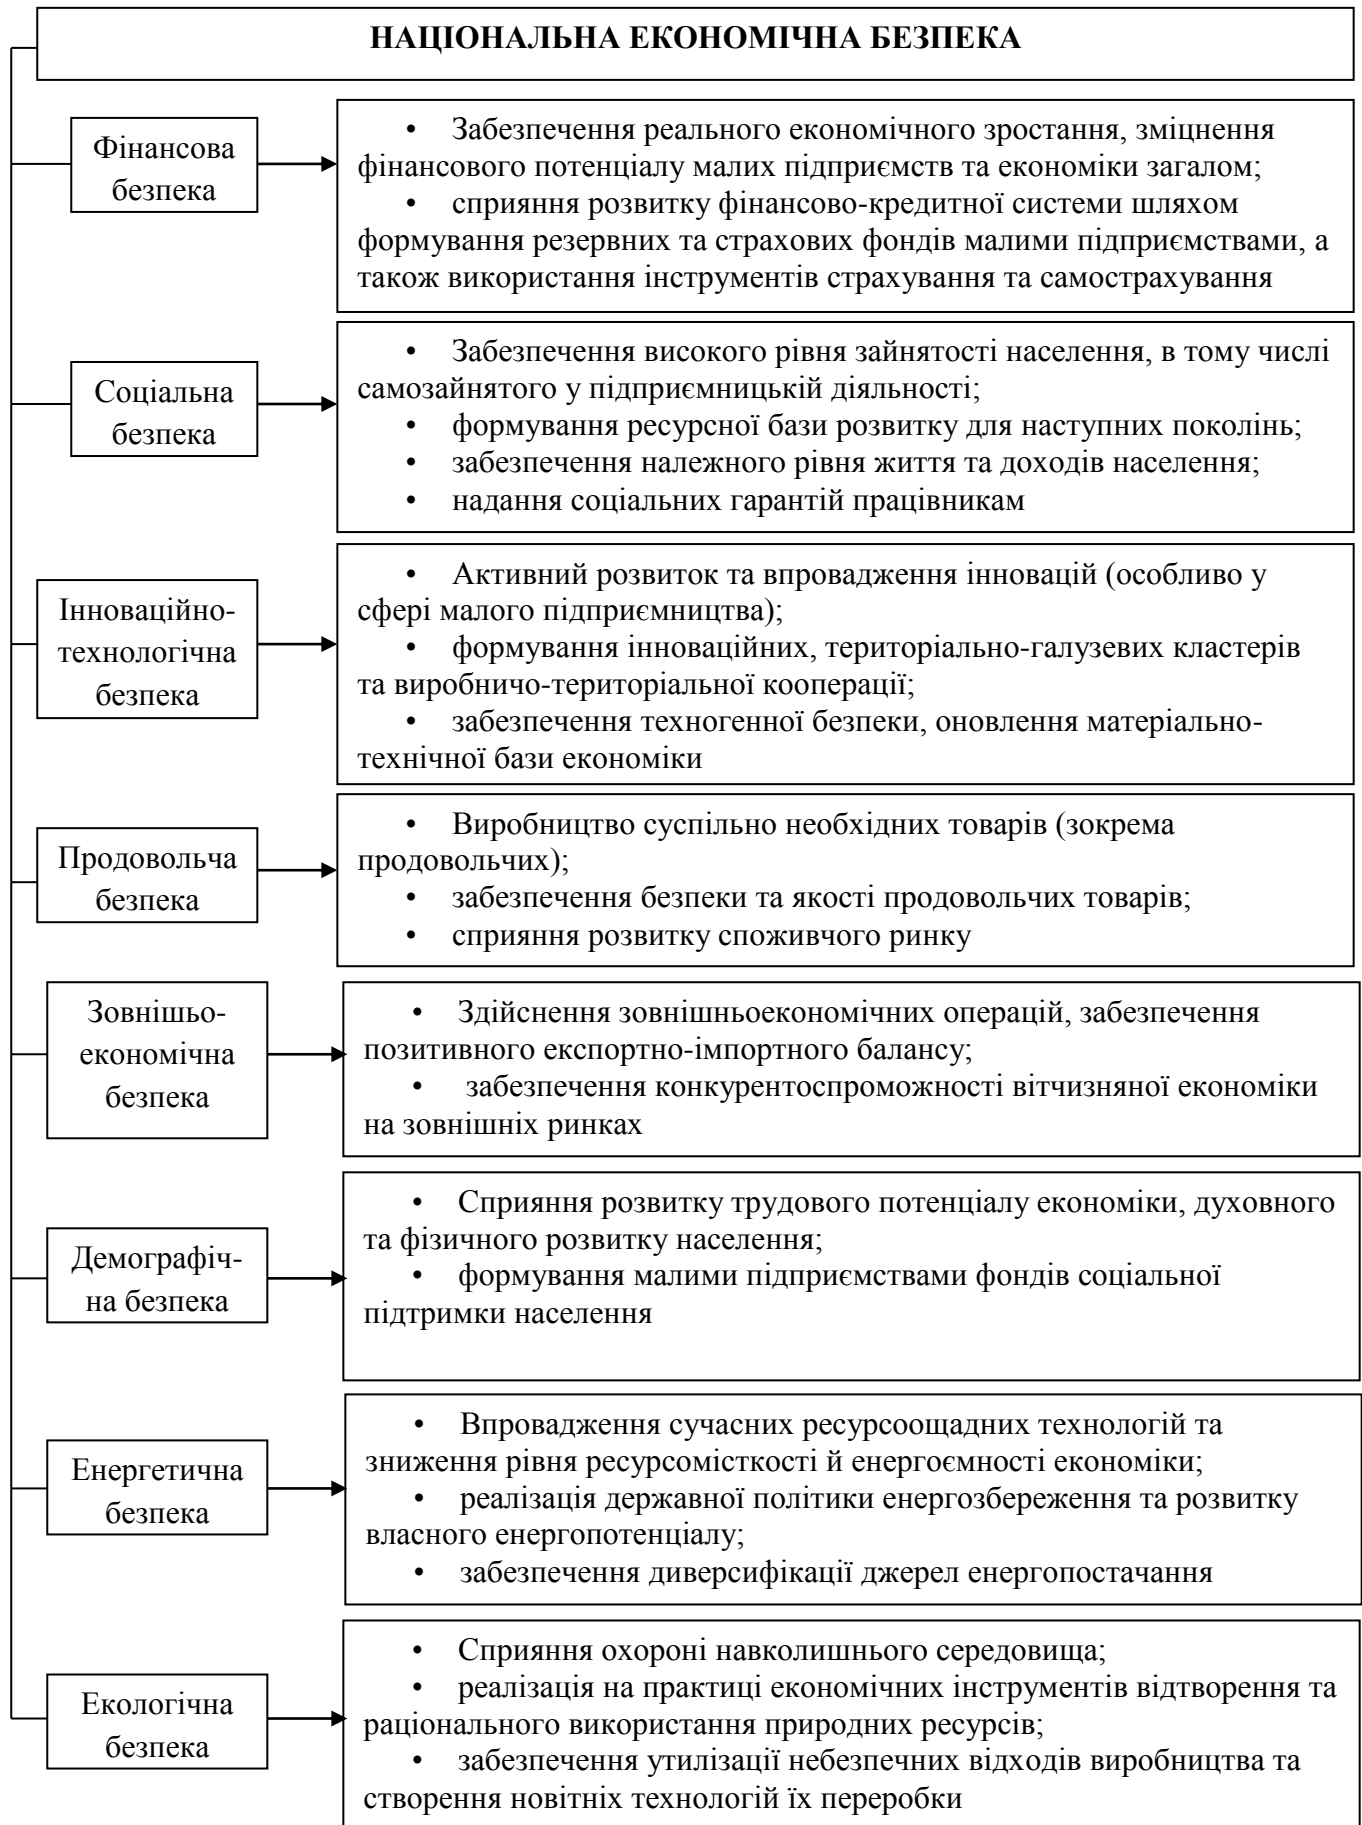 НАЦІОНАЛЬНА ЕКОНОМІЧНА БЕЗПЕКА
Фінансова
безпека
• Забезпечення реального економічного зростання, зміцнення
фінансового потенціалу малих підприємств та економіки загалом;
• сприяння розвитку фінансово-кредитної системи шляхом
формування резервних та страхових фондів малими підприємствами, а
також використання інструментів страхування та самострахування
Соціальна
безпека
• Забезпечення високого рівня зайнятості населення, в тому числі
самозайнятого у підприємницькій діяльності;
• формування ресурсної бази розвитку для наступних поколінь;
• забезпечення належного рівня життя та доходів населення;
• надання соціальних гарантій працівникам
Інноваційно-
технологічна
безпека
• Активний розвиток та впровадження інновацій (особливо у
сфері малого підприємництва);
• формування інноваційних, територіально-галузевих кластерів
та виробничо-територіальної кооперації;
• забезпечення техногенної безпеки, оновлення матеріально-
технічної бази економіки
Продовольча
безпека
• Виробництво суспільно необхідних товарів (зокрема
продовольчих);
• забезпечення безпеки та якості продовольчих товарів;
• сприяння розвитку споживчого ринку
Зовнішьо-
економічна
безпека
• Здійснення зовнішньоекономічних операцій, забезпечення
позитивного експортно-імпортного балансу;
• забезпечення конкурентоспроможності вітчизняної економіки
на зовнішніх ринках
Демографіч-
на безпека
• Сприяння розвитку трудового потенціалу економіки, духовного
та фізичного розвитку населення;
• формування малими підприємствами фондів соціальної
підтримки населення
Енергетична
безпека
• Впровадження сучасних ресурсоощадних технологій та
зниження рівня ресурсомісткості й енергоємності економіки;
• реалізація державної політики енергозбереження та розвитку
власного енергопотенціалу;
• забезпечення диверсифікації джерел енергопостачання
Екологічна
безпека
• Сприяння охороні навколишнього середовища;
• реалізація на практиці економічних інструментів відтворення та
раціонального використання природних ресурсів;
• забезпечення утилізації небезпечних відходів виробництва та
створення новітніх технологій їх переробки